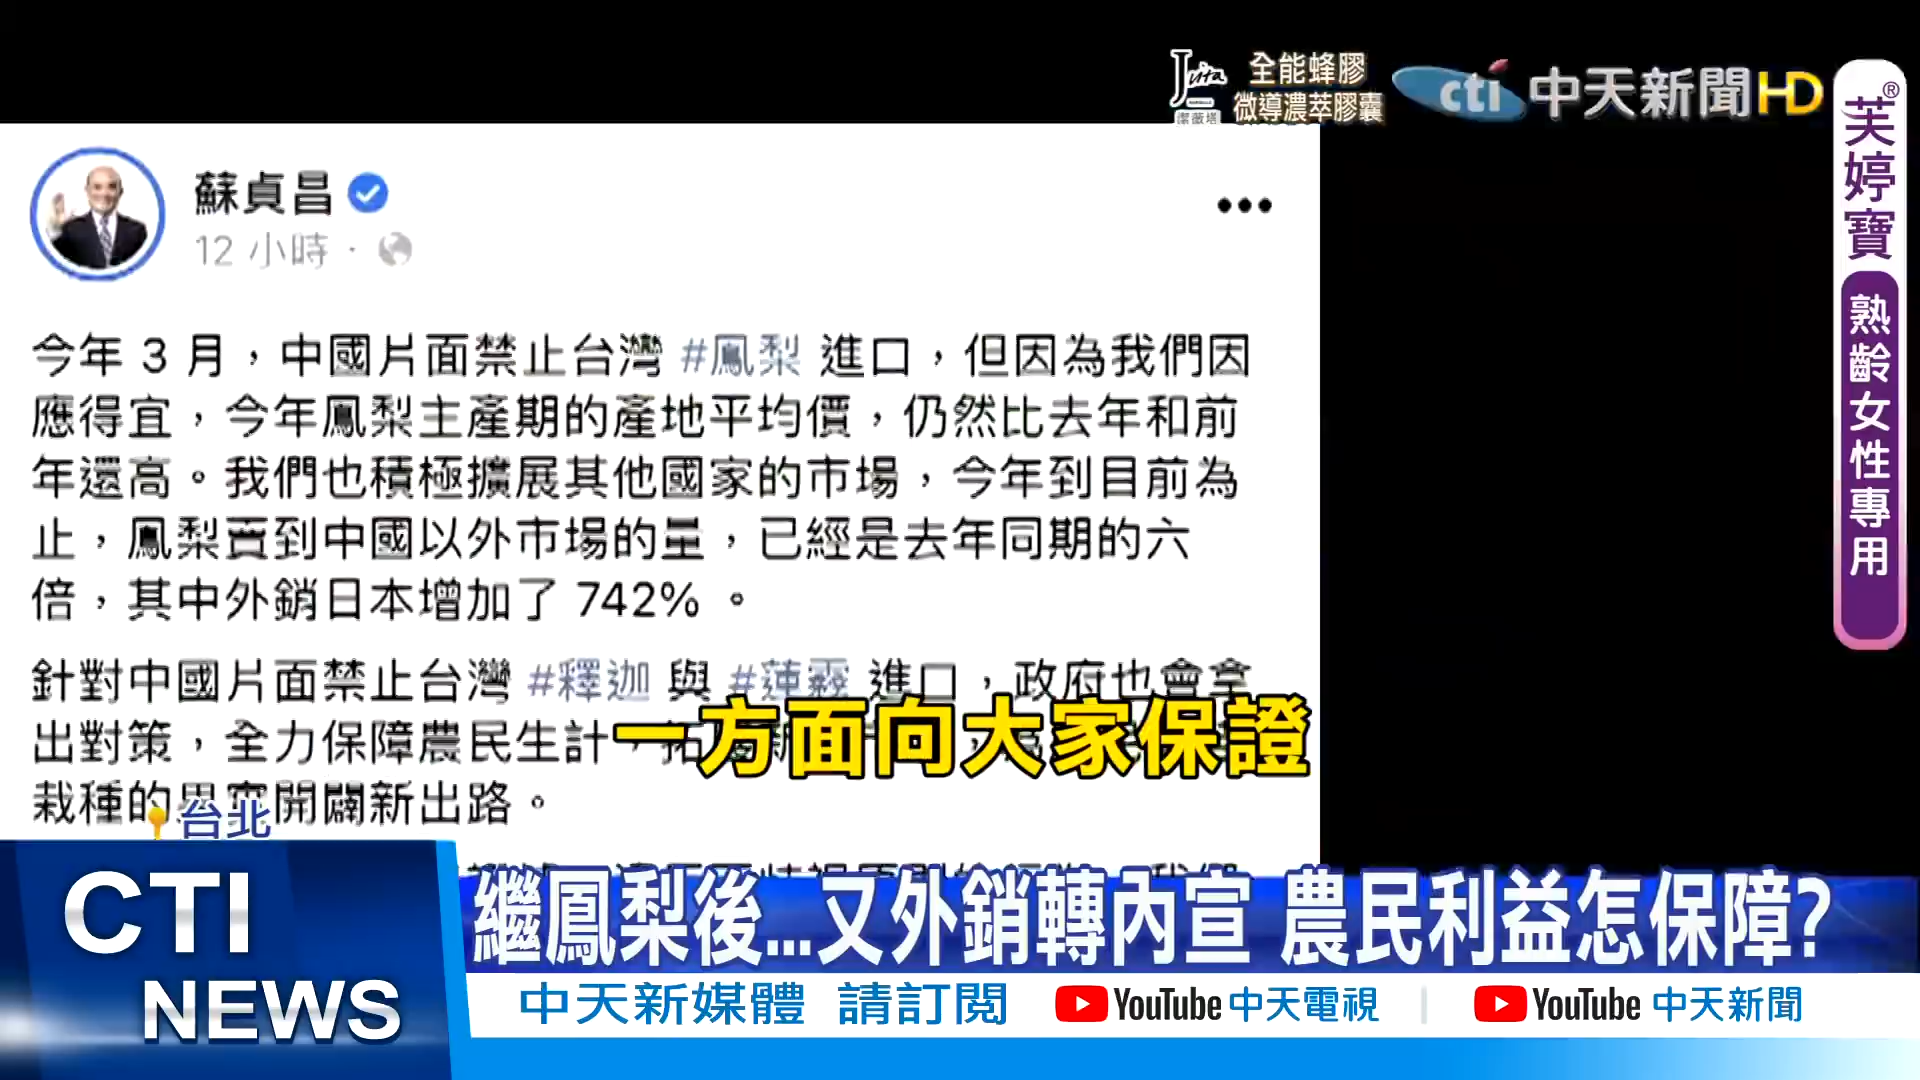 Jvita
潔薇塔
全能蜂膠
微導濃萃膠囊
cti 中天新聞HD
芙婷寶®
熟齡女性專用
蘇貞昌
12 小時 ·
今年 3 月，中國片面禁止台灣 #鳳梨 進口，但因為我們因
應得宜，今年鳳梨主產期的產地平均價，仍然比去年和前
年還高。我們也積極擴展其他國家的市場，今年到目前為
止，鳳梨賣到中國以外市場的量，已經是去年同期的六
倍，其中外銷日本增加了 742% 。
針對中國片面禁止台灣 #釋迦 與 #蓮霧 進口，政府也會拿
出對策，全力保障農民生計，拓
栽種的果實開闢新出路。
一方面向大家保證
台北
CTI
NEWS
繼鳳梨後...又外銷轉內宣 農民利益怎保障?
中天新媒體 請訂閱 YouTube 中天電視 | YouTube 中天新聞